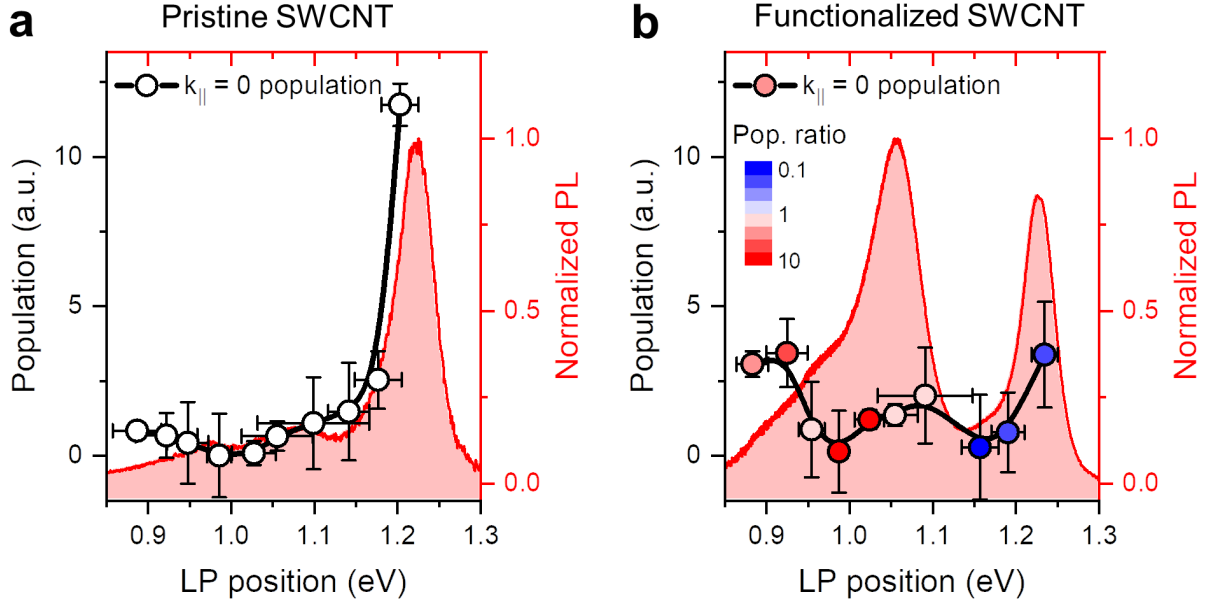 a
Pristine SWCNT
k|| = 0 population
Population (a.u.)
10
5
0
Normalized PL
1.0
0.5
0.0
0.9 1.0 1.1 1.2 1.3
LP position (eV)
b
Functionalized SWCNT
k|| = 0 population
Pop. ratio
0.1
1
10
Population (a.u.)
10
5
0
Normalized PL
1.0
0.5
0.0
0.9 1.0 1.1 1.2 1.3
LP position (eV)